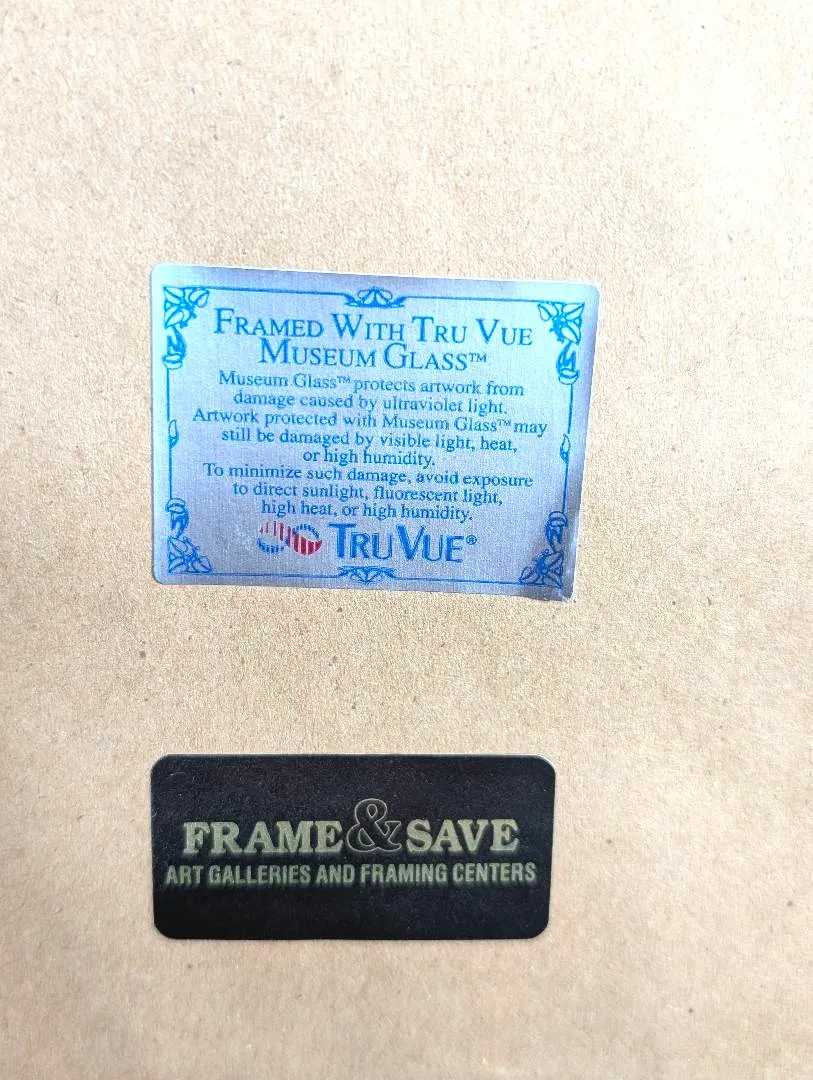 FRAMED WITH TRU VUE
MUSEUM GLASS™
Museum Glass™ protects artwork from
damage caused by ultraviolet light.
Artwork protected with Museum Glass™ may
still be damaged by visible light, heat,
or high humidity.
To minimize such damage, avoid exposure
to direct sunlight, fluorescent light,
high heat, or high humidity.
TRU VUE®
FRAME & SAVE
ART GALLERIES AND FRAMING CENTERS